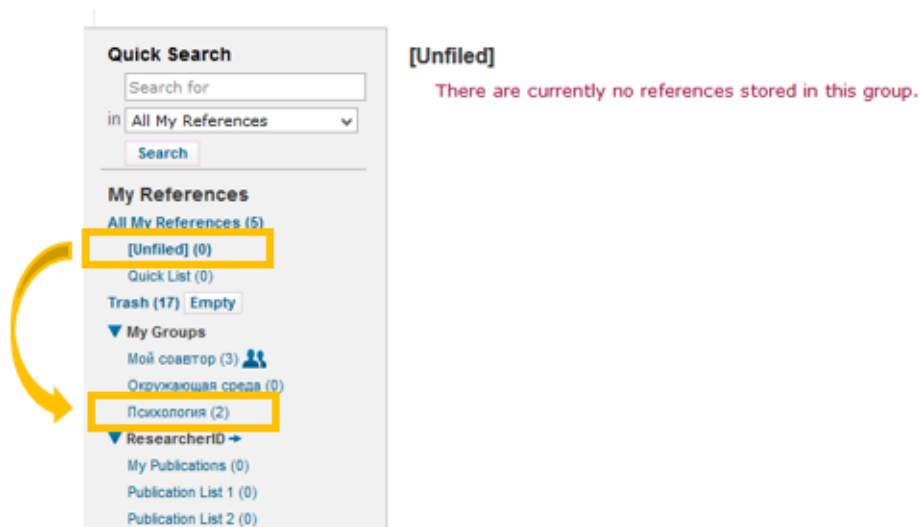 Quick Search
Search for
in All My References
Search
My References
All My References (5)
[Unfiled] (0)
Quick List (0)
Trash (17) Empty
My Groups
Мой соавтор (3)
Окружающая среда (0)
Психология (2)
ResearcherID
My Publications (0)
Publication List 1 (0)
Publication List 2 (0)
[Unfiled]
There are currently no references stored in this group.